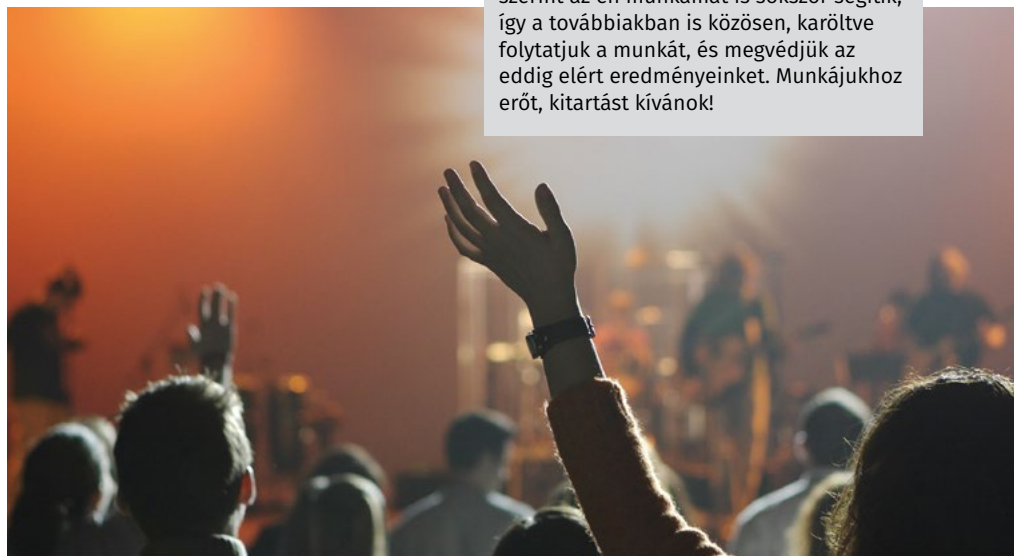 szerint az én munkámat is sokszor segítik,
így a továbbiakban is közösen, karöltve
folytatjuk a munkát, és megvédjük az
eddig elért eredményeinket. Munkájukhoz
erőt, kitartást kívánok!